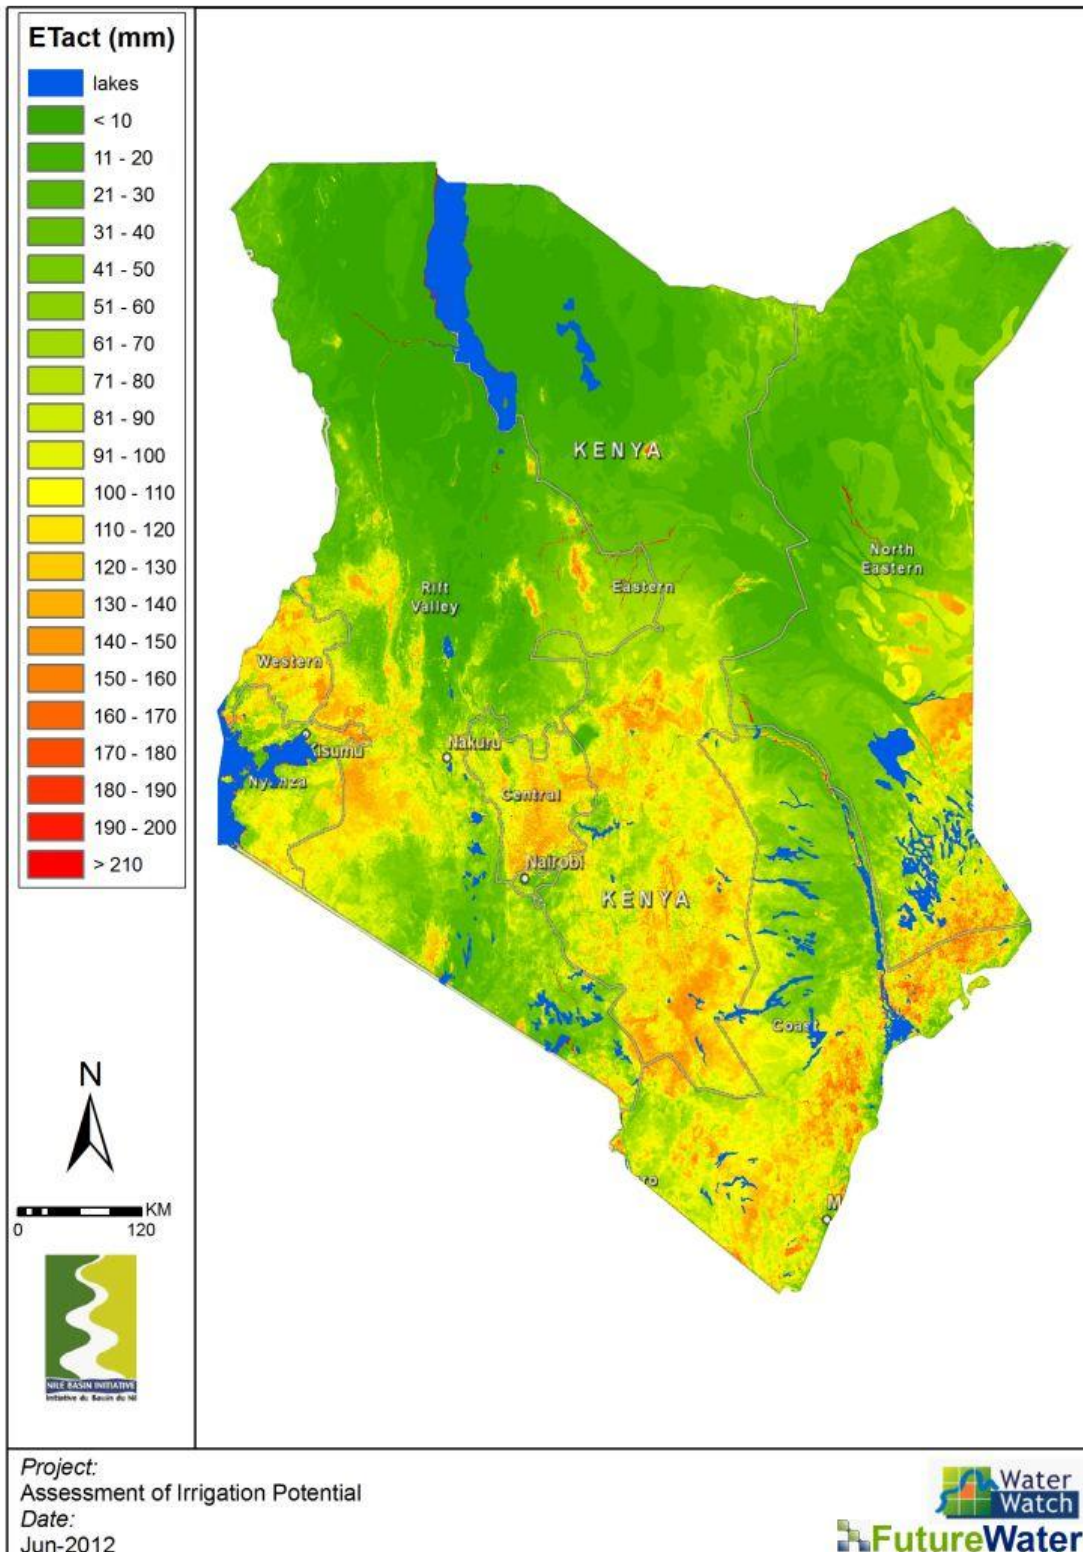 ETact (mm)
lakes
< 10
11 - 20
21 - 30
31 - 40
41 - 50
51 - 60
61 - 70
71 - 80
81 - 90
91 - 100
100 - 110
110 - 120
120 - 130
130 - 140
140 - 150
150 - 160
160 - 170
170 - 180
180 - 190
190 - 200
> 210
KENYA
North
Eastern
Rift
Valley
Eastern
Western
Kisumu
Nakuru
Nyanza
Central
Nairobi
KENYA
Coast
ro
M
N
KM
0
120
NILE BASIN INITIATIVE
Initiative du Bassin du Nil
Project:
Assessment of Irrigation Potential
Date:
Jun-2012
Water
Watch
FutureWater